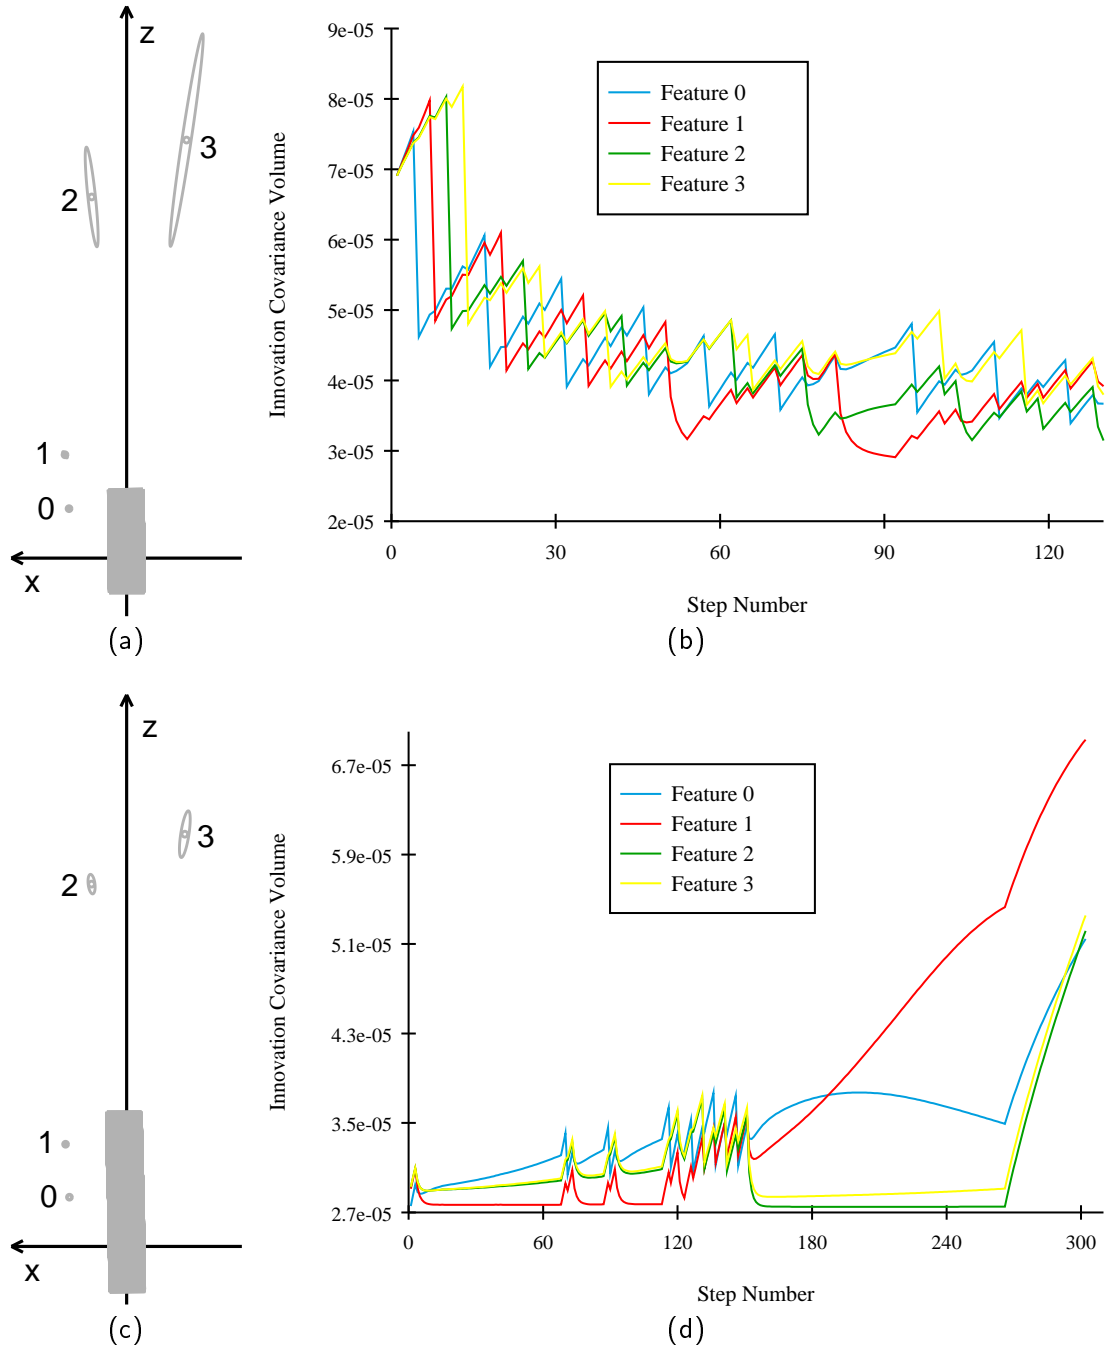 z
3
2
1
0
x
(a)
9e-05
8e-05
7e-05
6e-05
5e-05
4e-05
3e-05
2e-05
Innovation Covariance Volume
Feature 0
Feature 1
Feature 2
Feature 3
0
30
60
90
120
Step Number
(b)
z
3
2
1
0
x
(c)
6.7e-05
5.9e-05
5.1e-05
4.3e-05
3.5e-05
2.7e-05
Innovation Covariance Volume
Feature 0
Feature 1
Feature 2
Feature 3
0
60
120
180
240
300
Step Number
(d)